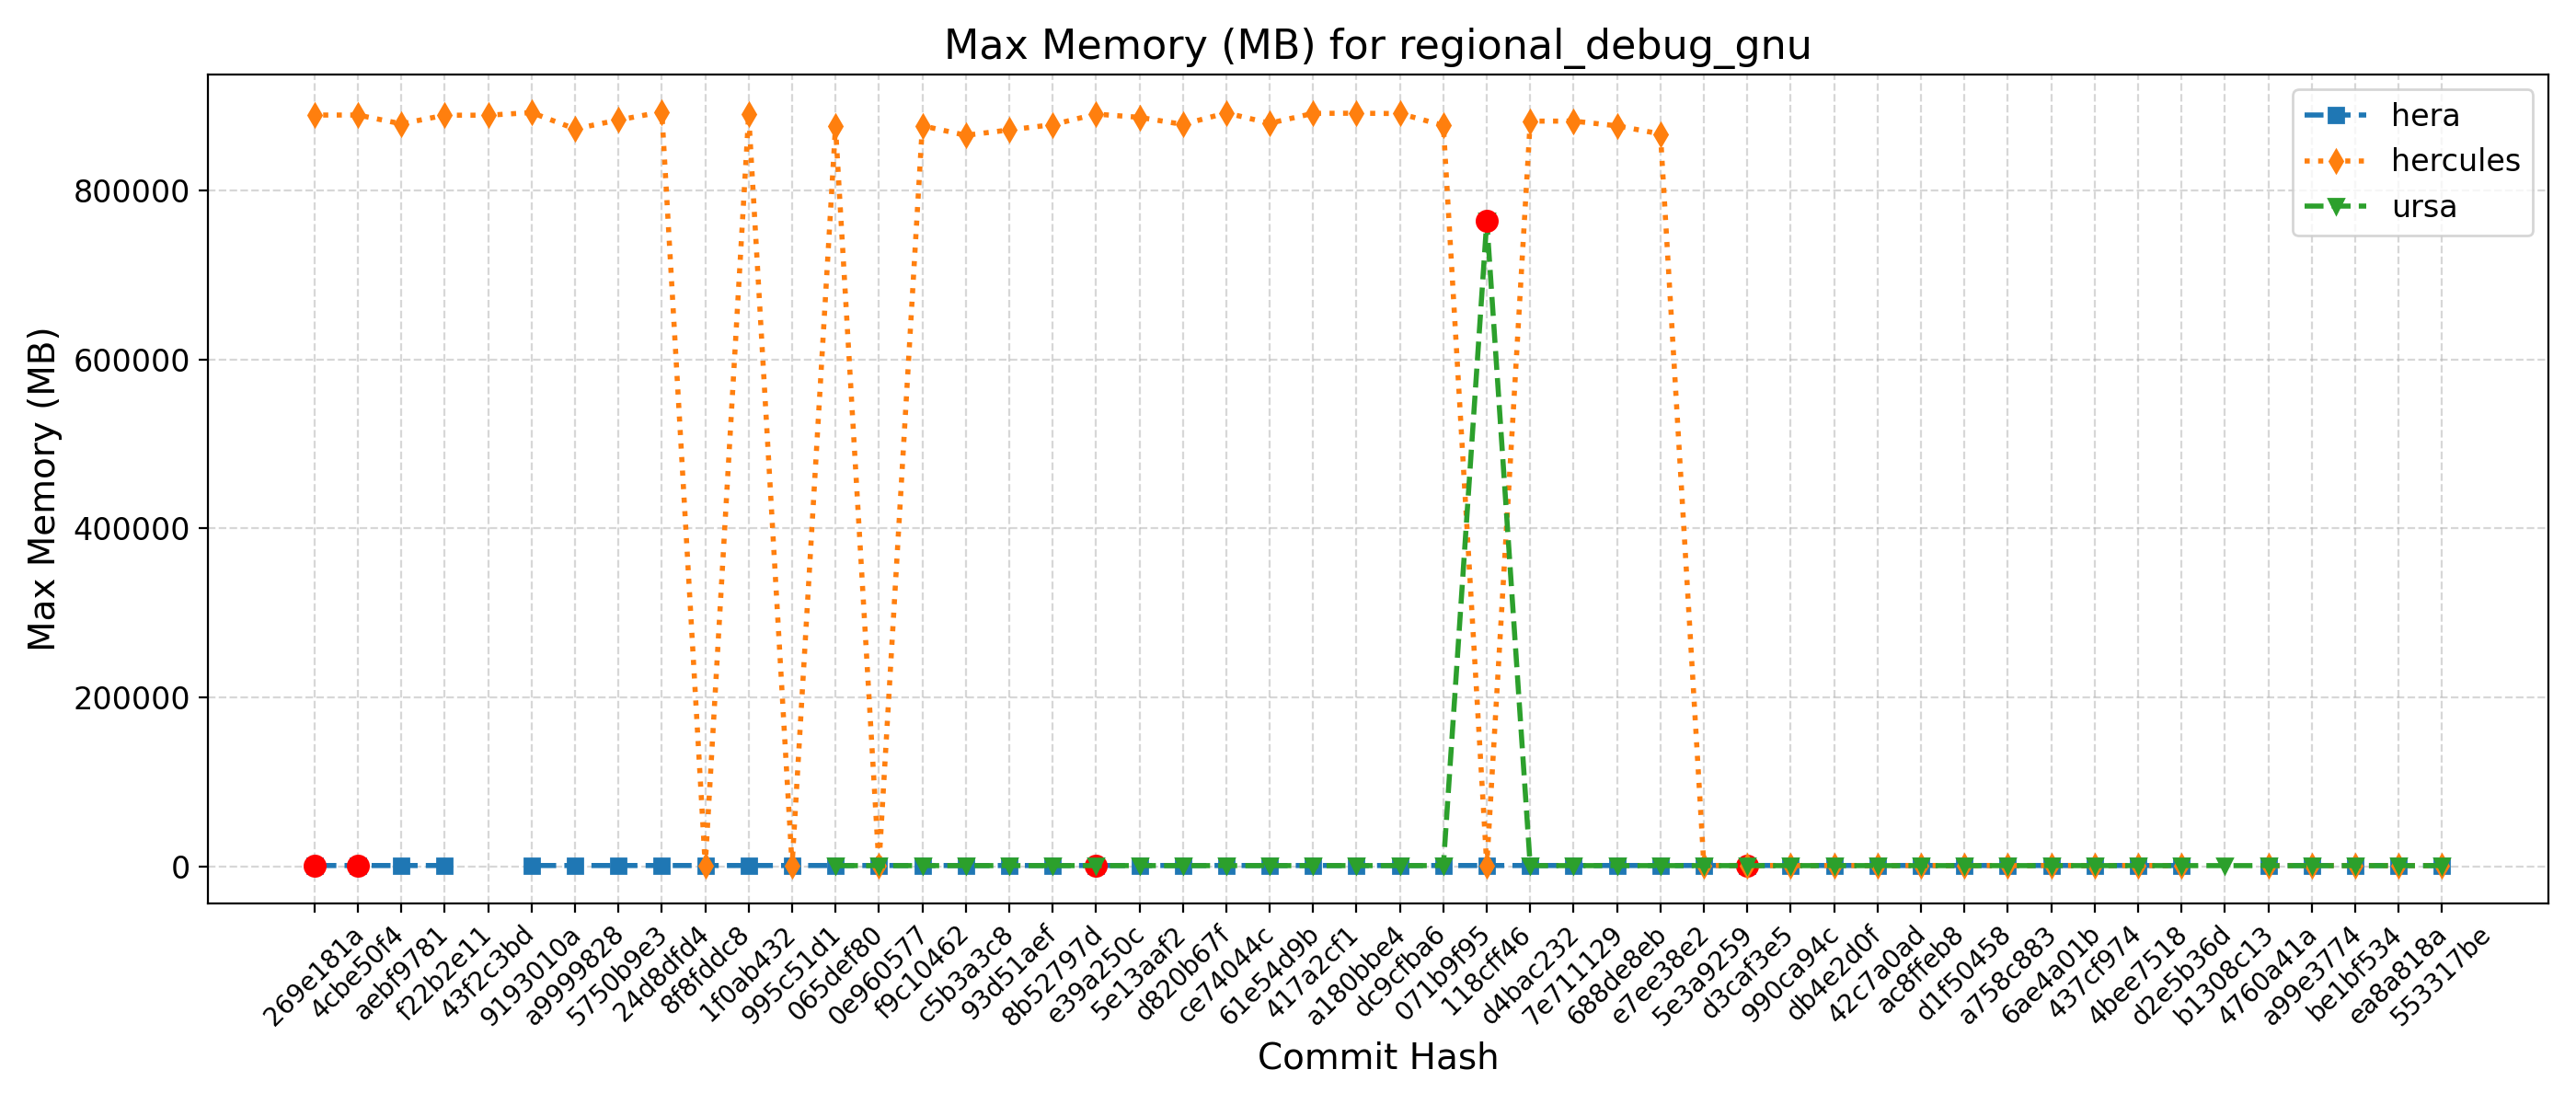 Max Memory (MB) for regional_debug_gnu
hera
hercules
ursa
Max Memory (MB)
800000
600000
400000
200000
0
269e181a
4cbe50f4
aebf9781
f22b2e11
43f2c3bd
9193010a
a9999828
5750b9e3
24d8dfd4
8f8fddc8
1f0ab432
995c51d1
065def80
0e960577
f9c10462
c5b3a3c8
93d51aef
8b52797d
e39a250c
5e13aaf2
d820b67f
ce74044c
61e54d9b
417a2cf1
a180bbe4
dc9cfba6
071b9f95
118cff46
d4bac232
7e711129
688de8eb
e7ee38e2
5e3a9259
d3caf3e5
990ca94c
db4e2d0f
42c7a0ad
ac8ffeb8
d1f50458
a758c883
6ae4a01b
437cf974
4bee7518
d2e5b36d
b1308c13
4760a41a
a99e3774
be1bf534
ea8a818a
553317be
Commit Hash